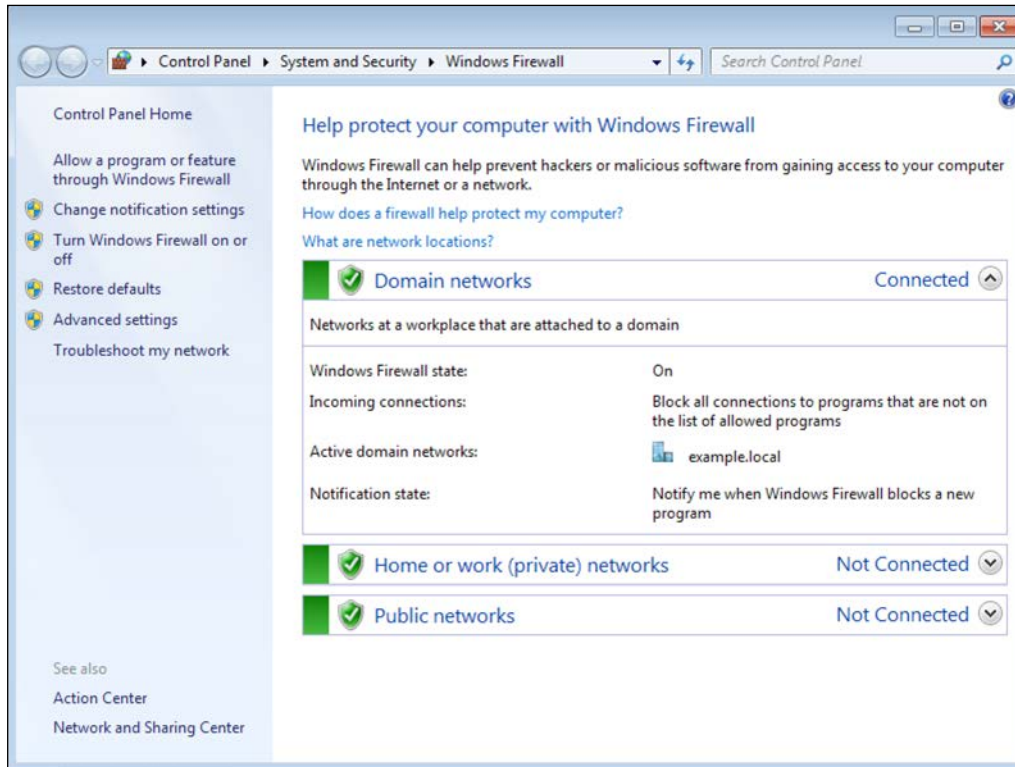 Control Panel ▸ System and Security ▸ Windows Firewall
Search Control Panel
Control Panel Home
Allow a program or feature
through Windows Firewall
Change notification settings
Turn Windows Firewall on or
off
Restore defaults
Advanced settings
Troubleshoot my network
See also
Action Center
Network and Sharing Center
Help protect your computer with Windows Firewall
Windows Firewall can help prevent hackers or malicious software from gaining access to your computer
through the Internet or a network.
How does a firewall help protect my computer?
What are network locations?
Domain networks Connected
Networks at a workplace that are attached to a domain
Windows Firewall state: On
Incoming connections: Block all connections to programs that are not on
the list of allowed programs
Active domain networks: example.local
Notification state: Notify me when Windows Firewall blocks a new
program
Home or work (private) networks Not Connected
Public networks Not Connected